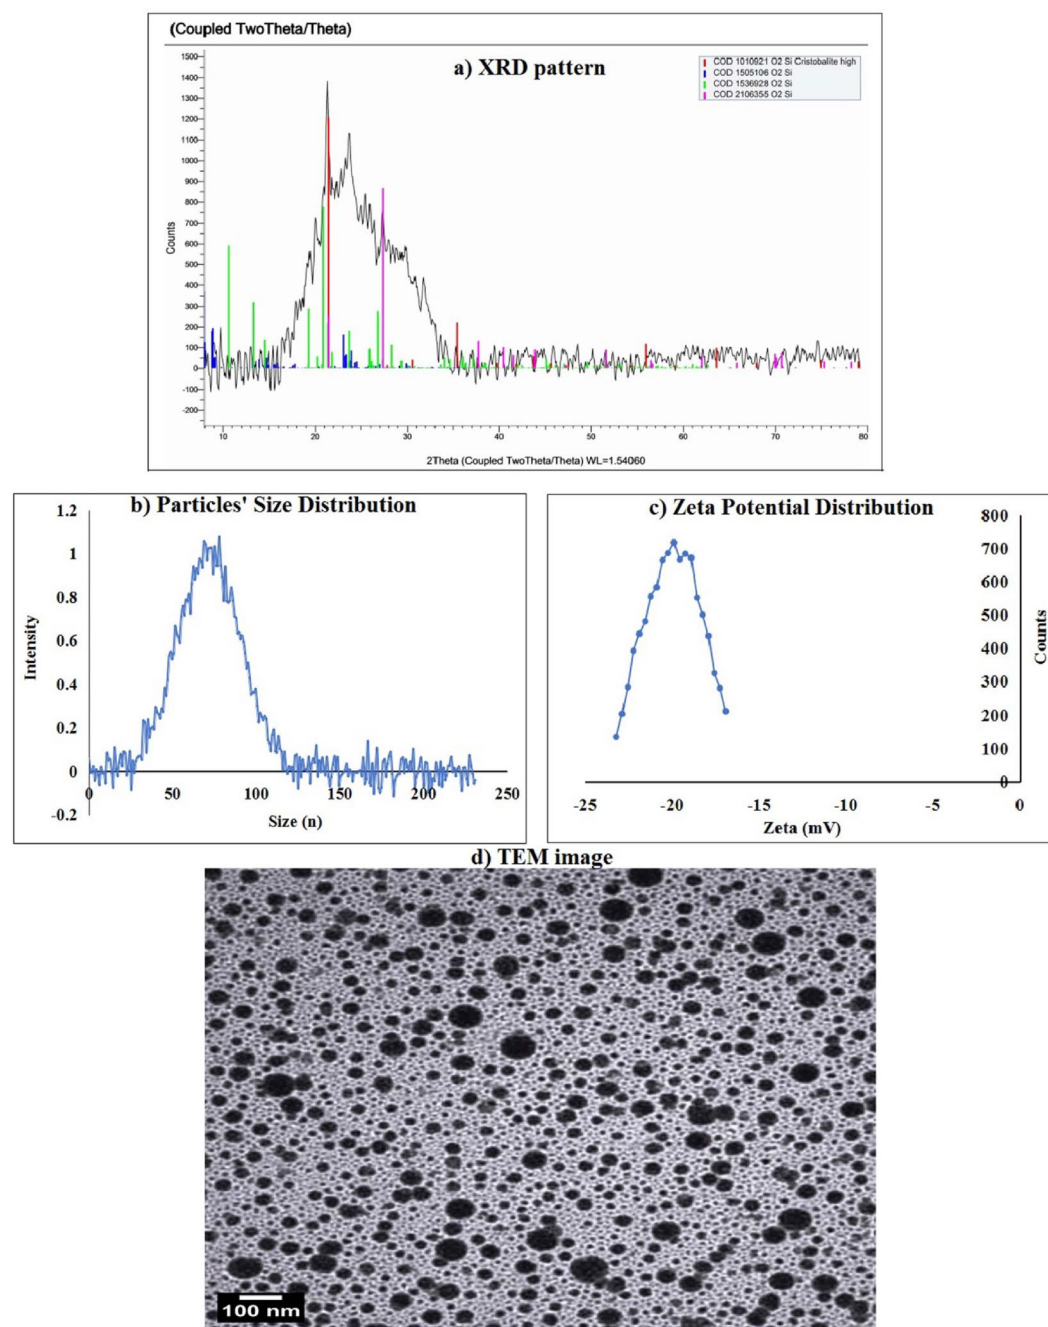 (Coupled TwoTheta/Theta)
a) XRD pattern
COD 1010921 O2 Si Cristobalite high
COD 1505106 O2 Si
COD 1536928 O2 Si
COD 2106355 O2 Si
1500
1400
1300
1200
1100
1000
900
800
700
600
500
400
300
200
100
0
-100
-200
Counts
10 20 30 40 50 60 70 80
2Theta (Coupled TwoTheta/Theta) WL=1.54060
b) Particles' Size Distribution
1.2
1
0.8
0.6
0.4
0.2
0
-0.2
Intensity
0 50 100 150 200 250
Size (n)
c) Zeta Potential Distribution
800
700
600
500
400
300
200
100
0
Counts
-25 -20 -15 -10 -5 0
Zeta (mV)
d) TEM image
100 nm